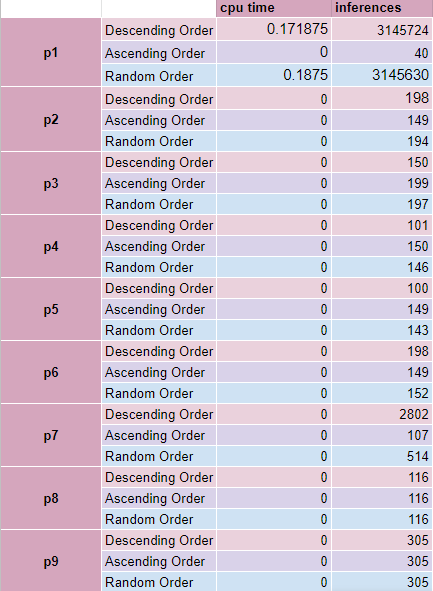 cpu time inferences
Descending Order 0.171875 3145724
p1 Ascending Order 0 40
Random Order 0.1875 3145630
Descending Order 0 198
p2 Ascending Order 0 149
Random Order 0 194
Descending Order 0 150
p3 Ascending Order 0 199
Random Order 0 197
Descending Order 0 101
p4 Ascending Order 0 150
Random Order 0 146
Descending Order 0 100
p5 Ascending Order 0 149
Random Order 0 143
Descending Order 0 198
p6 Ascending Order 0 149
Random Order 0 152
Descending Order 0 2802
p7 Ascending Order 0 107
Random Order 0 514
Descending Order 0 116
p8 Ascending Order 0 116
Random Order 0 116
Descending Order 0 305
p9 Ascending Order 0 305
Random Order 0 305